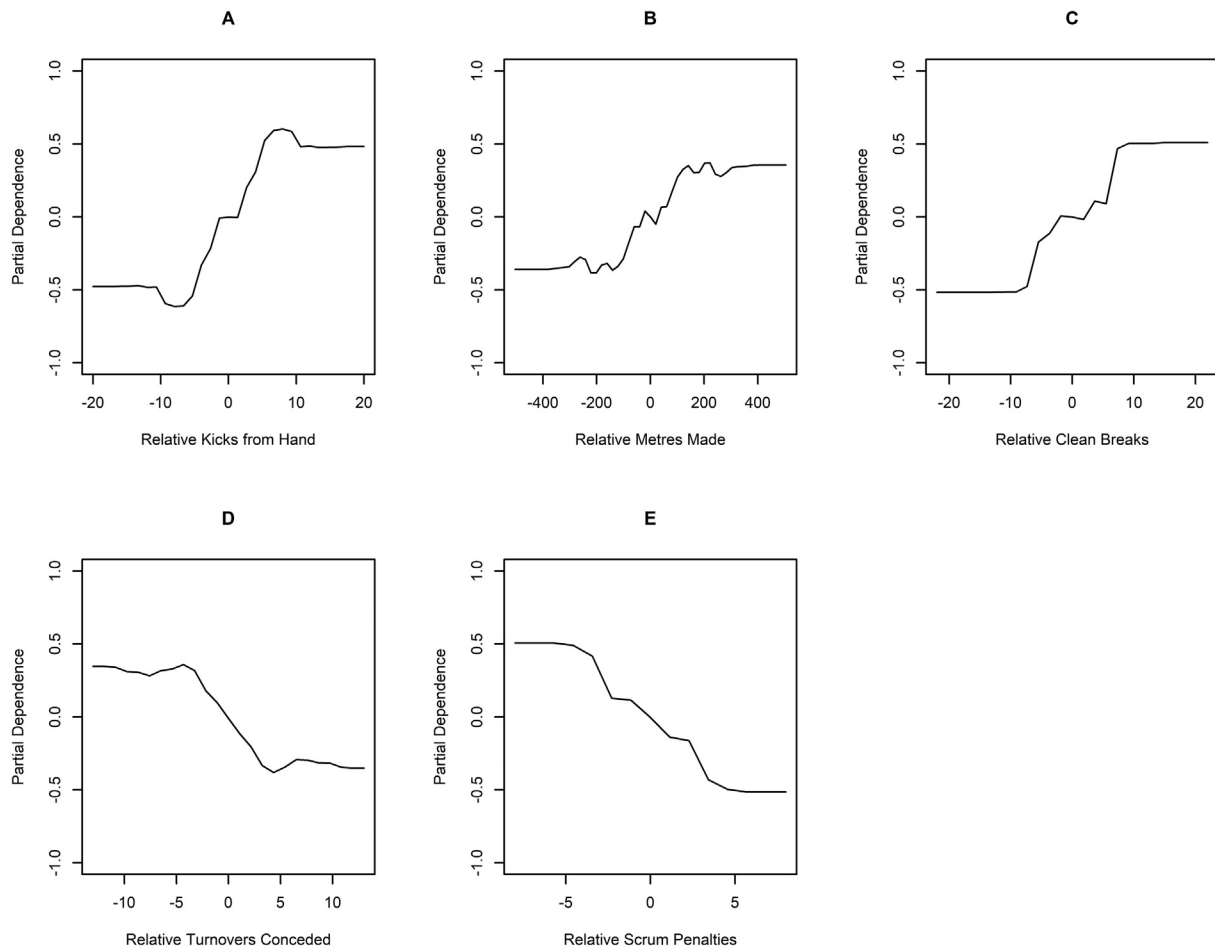 A
B
C
Partial Dependence
1.0
0.5
0.0
-0.5
-1.0
-20 -10 0 10 20
Relative Kicks from Hand
Partial Dependence
1.0
0.5
0.0
-0.5
-1.0
-400 -200 0 200 400
Relative Metres Made
Partial Dependence
1.0
0.5
0.0
-0.5
-1.0
-20 -10 0 10 20
Relative Clean Breaks
D
E
Partial Dependence
1.0
0.5
0.0
-0.5
-1.0
-10 -5 0 5 10
Relative Turnovers Conceded
Partial Dependence
1.0
0.5
0.0
-0.5
-1.0
-5 0 5
Relative Scrum Penalties